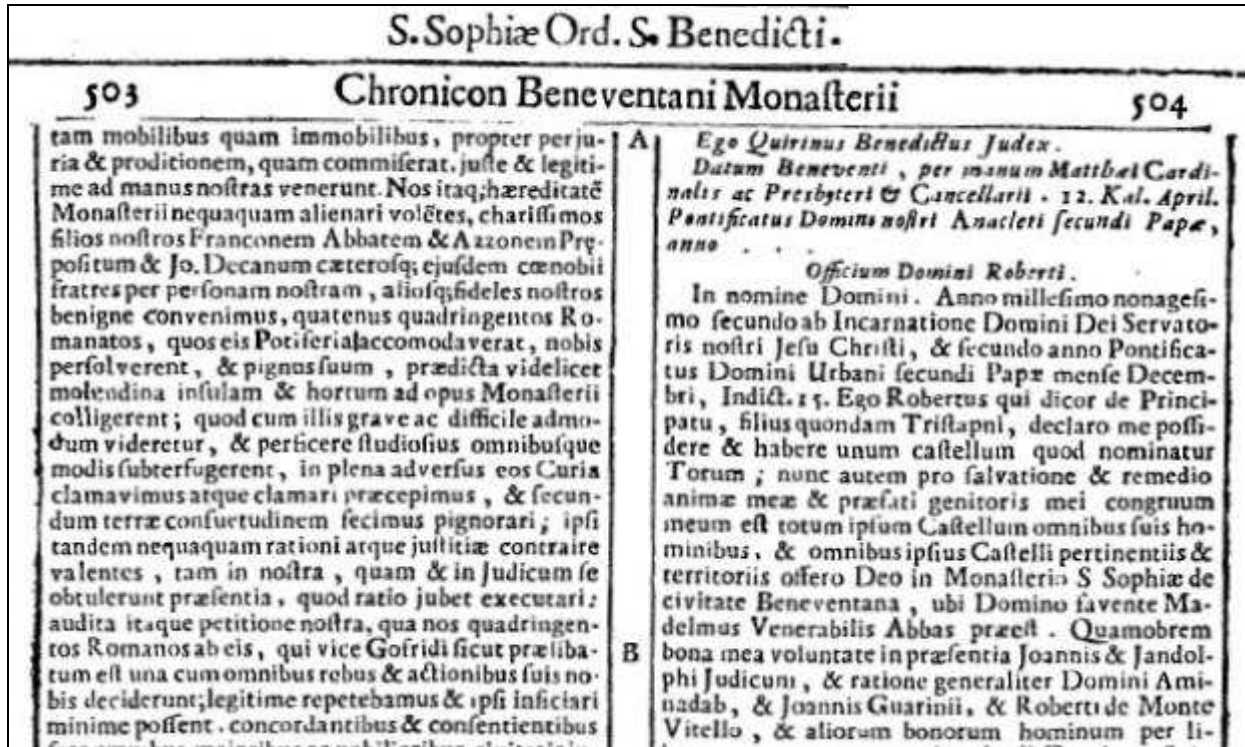 S. Sophiæ Ord. S. Benedicti.
503 Chronicon Beneventani Monaſterii 504
tam mobilibus quam immobilibus, propter perju-
ria & proditionem, quam commiſerat. juſte & legiti-
me ad manus noſtras venerunt. Nos itaq; hæreditatē
Monaſterii nequaquam alienari volētes, chariſſimos
filios noſtros Franconem Abbatem & Azzonem Prę-
poſitum & Jo. Decanum cæteroſq; ejuſdem cœnobii
fratres per perſonam noſtram, alioſq; fideles noſtros
benigne convenimus, quatenus quadringentos Ro-
manatos, quos eis Potiferia accomodaverat, nobis
perſolverent, & pignus ſuum, prædicta videlicet
molendina inſulam & hortum ad opus Monaſterii
colligerent; quod cum illis grave ac difficile admo-
dum videretur, & perficere ſtudioſius omnibuſque
modis ſubterfugerent, in plena adverſus eos Curia
clamavimus atque clamari præcepimus, & ſecun-
dum terræ conſuetudinem fecimus pignorari; ipſi
tandem nequaquam rationi atque juſtitiæ contraire
valentes, tam in noſtra, quam & in Judicum ſe
obtulerunt præſentia, quod ratio jubet executari:
audita itaque petitione noſtra, qua nos quadringen-
tos Romanos ab eis, qui vice Gofridi ſicut præliba-
tum eſt una cum omnibus rebus & actionibus ſuis no-
bis deciderunt; legitime repetebamus & ipſi inficiari
minime poſſent. concordantibus & conſentientibus
A
B
Ego Quirinus Benedictus Judex.
Datum Beneventi, per manum Matthæi Cardi-
nalis ac Presbyteri & Cancellarii. 12. Kal. April.
Pontificatus Domini noſtri Anacleti ſecundi Papæ,
anno . . .
Officium Domini Roberti.
In nomine Domini. Anno milleſimo nonageſi-
mo ſecundo ab Incarnatione Domini Dei Servato-
ris noſtri Jeſu Chriſti, & ſecundo anno Pontifica-
tus Domini Urbani ſecundi Papæ menſe Decem-
bri, Indict. 15. Ego Robertus qui dicor de Princi-
patu, filius quondam Triſtapni, declaro me poſſi-
dere & habere unum caſtellum quod nominatur
Torum; nunc autem pro ſalvatione & remedio
animæ meæ & præfati genitoris mei congruum
meum eſt totum ipſum Caſtellum omnibus ſuis ho-
minibus, & omnibus ipſius Caſtelli pertinentiis &
territoriis offero Deo in Monaſterio S Sophiæ de
civitate Beneventana, ubi Domino favente Ma-
delmus Venerabilis Abbas præeſt. Quamobrem
bona mea voluntate in præſentia Joannis & Jandol-
phi Judicum, & ratione generaliter Domini Ami-
nadab, & Joannis Guarinii, & Roberti de Monte
Vitello, & aliorum bonorum hominum per li-